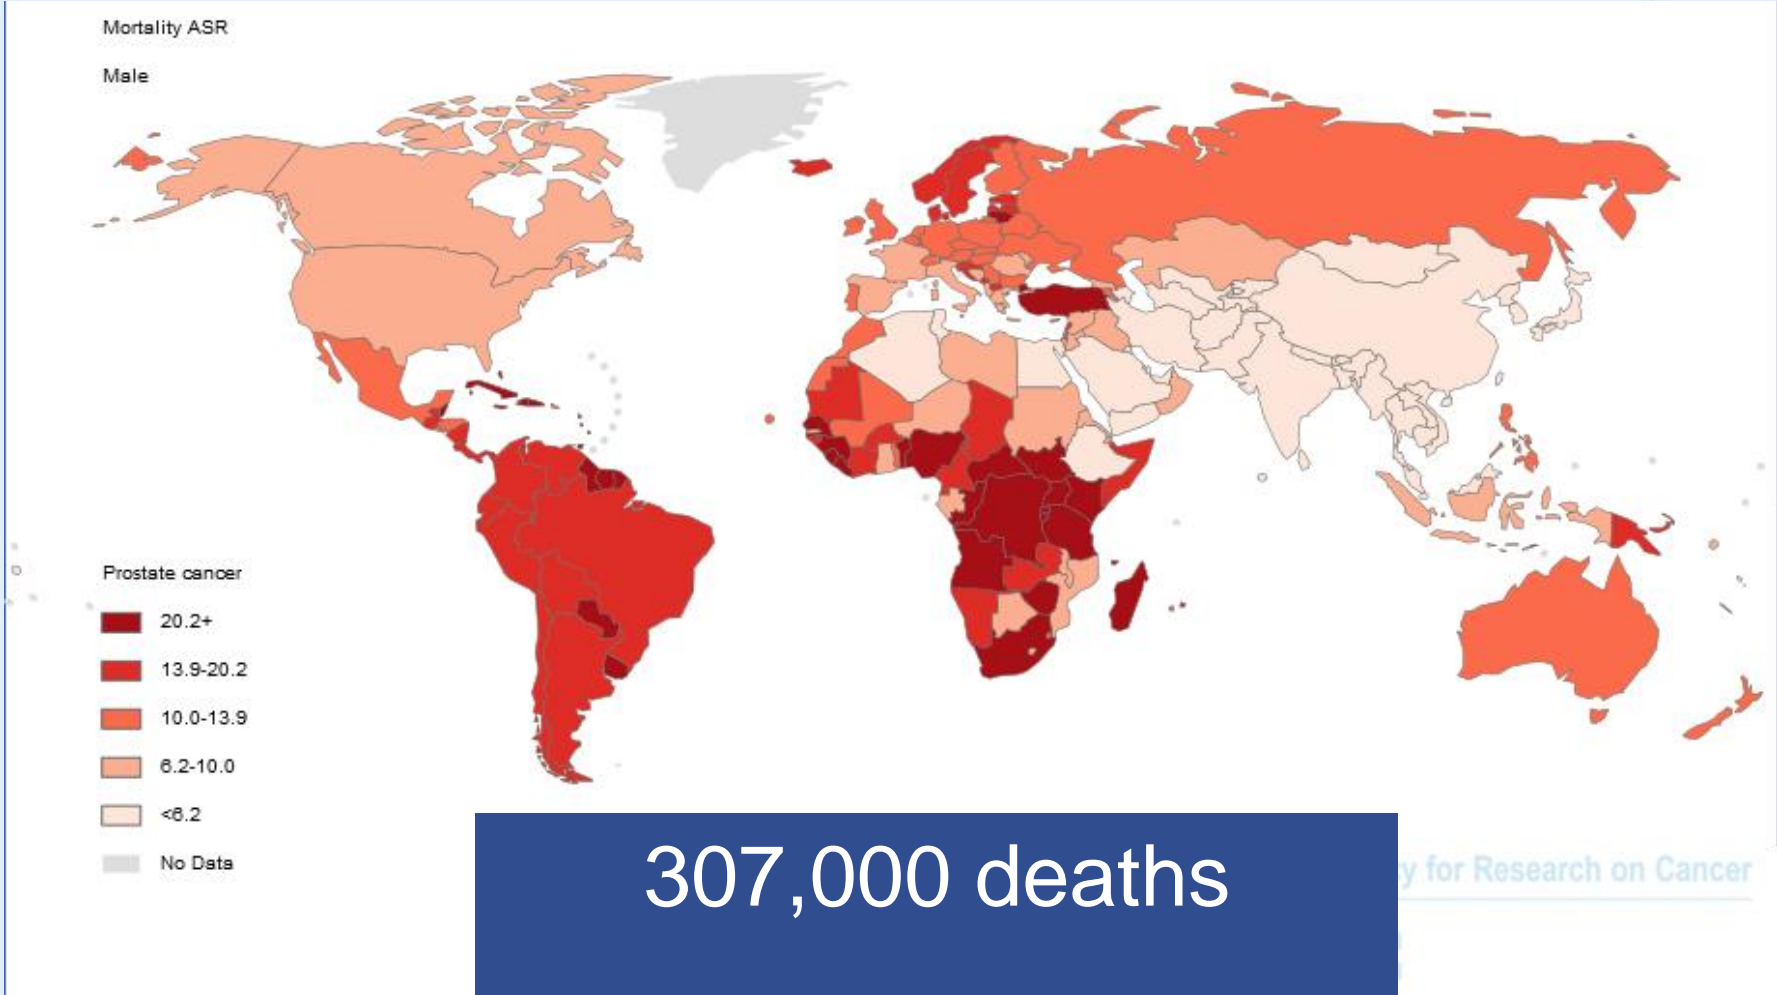 Mortality ASR
Male
Prostate cancer
20.2+
13.9-20.2
10.0-13.9
6.2-10.0
<6.2
No Data
307,000 deaths
y for Research on Cancer